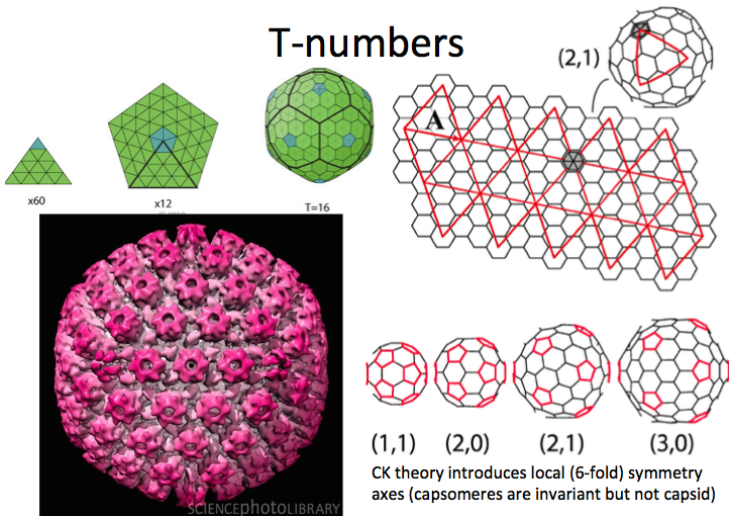 T-numbers
(2,1)
A
x60
x12
T=16
SCIENCEphotoLIBRARY
(1,1) (2,0) (2,1) (3,0)
CK theory introduces local (6-fold) symmetry
axes (capsomeres are invariant but not capsid)